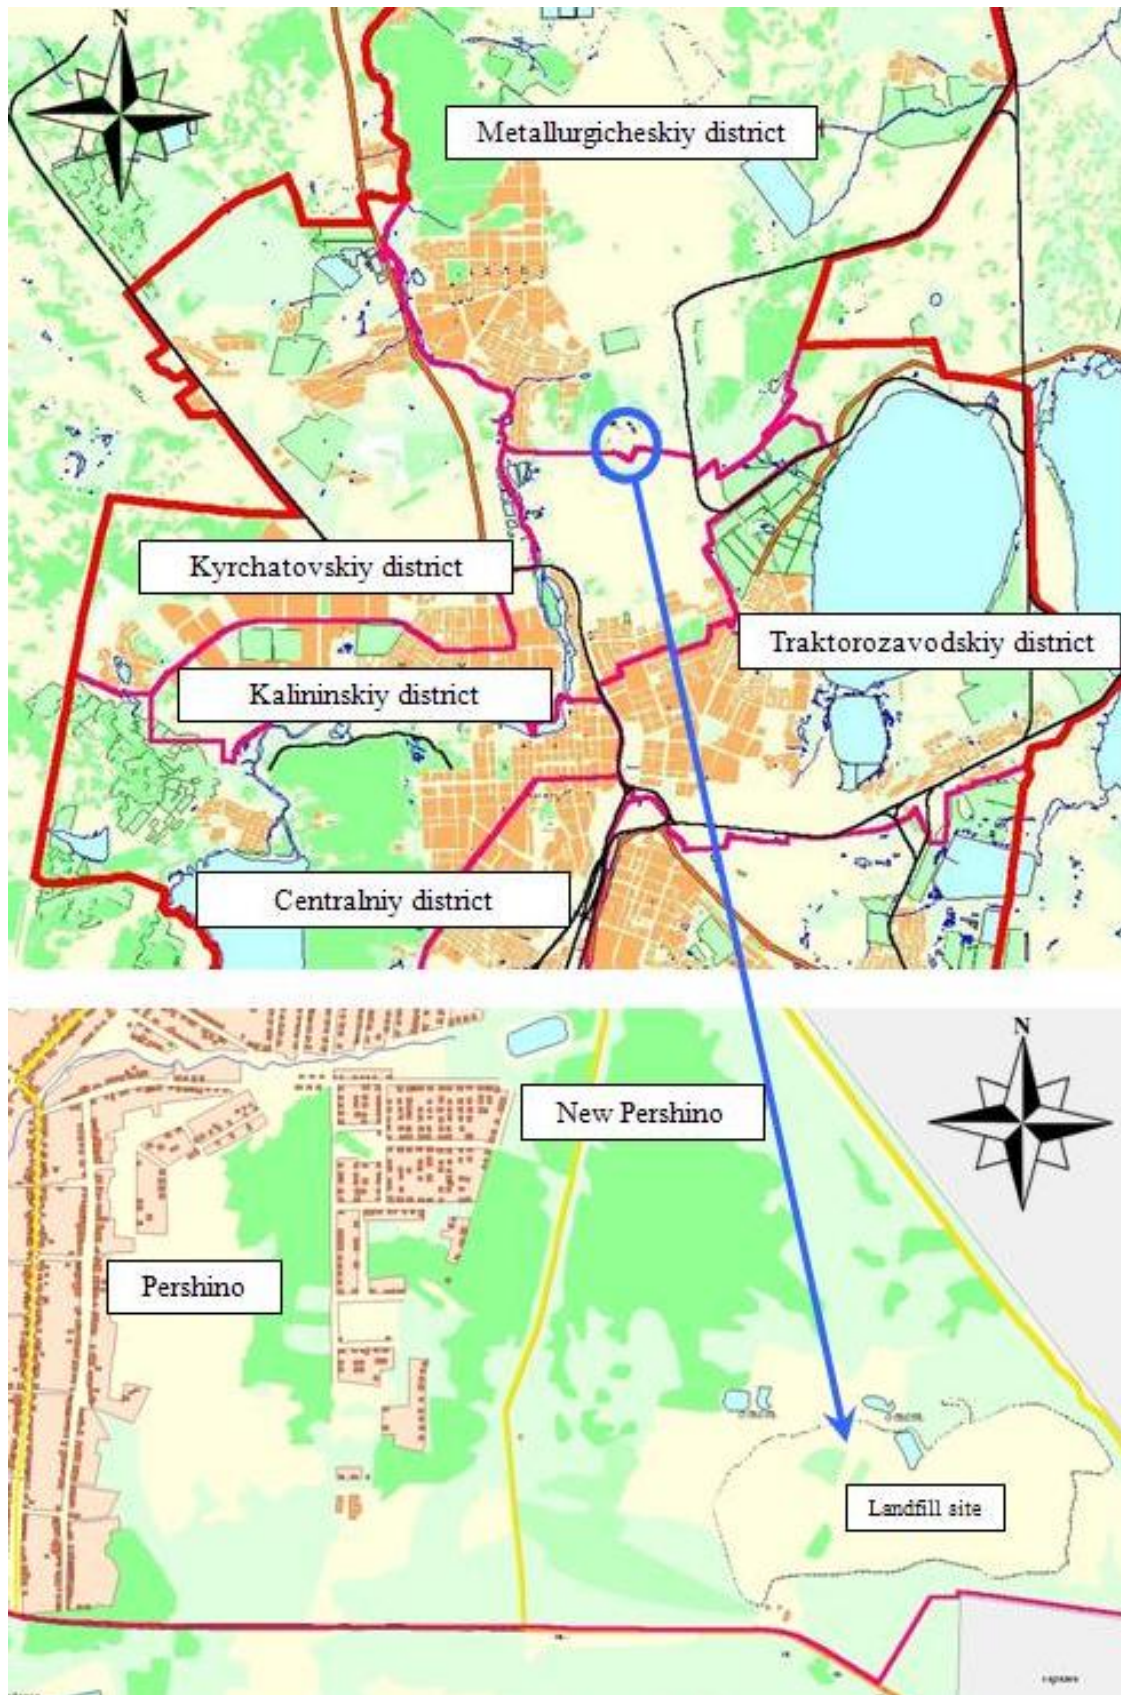 N
Metallurgicheskiy district
Kyrchatovskiy district
Traktorozavodskiy district
Kalininskiy district
Centralniy district
N
New Pershino
Pershino
Landfill site